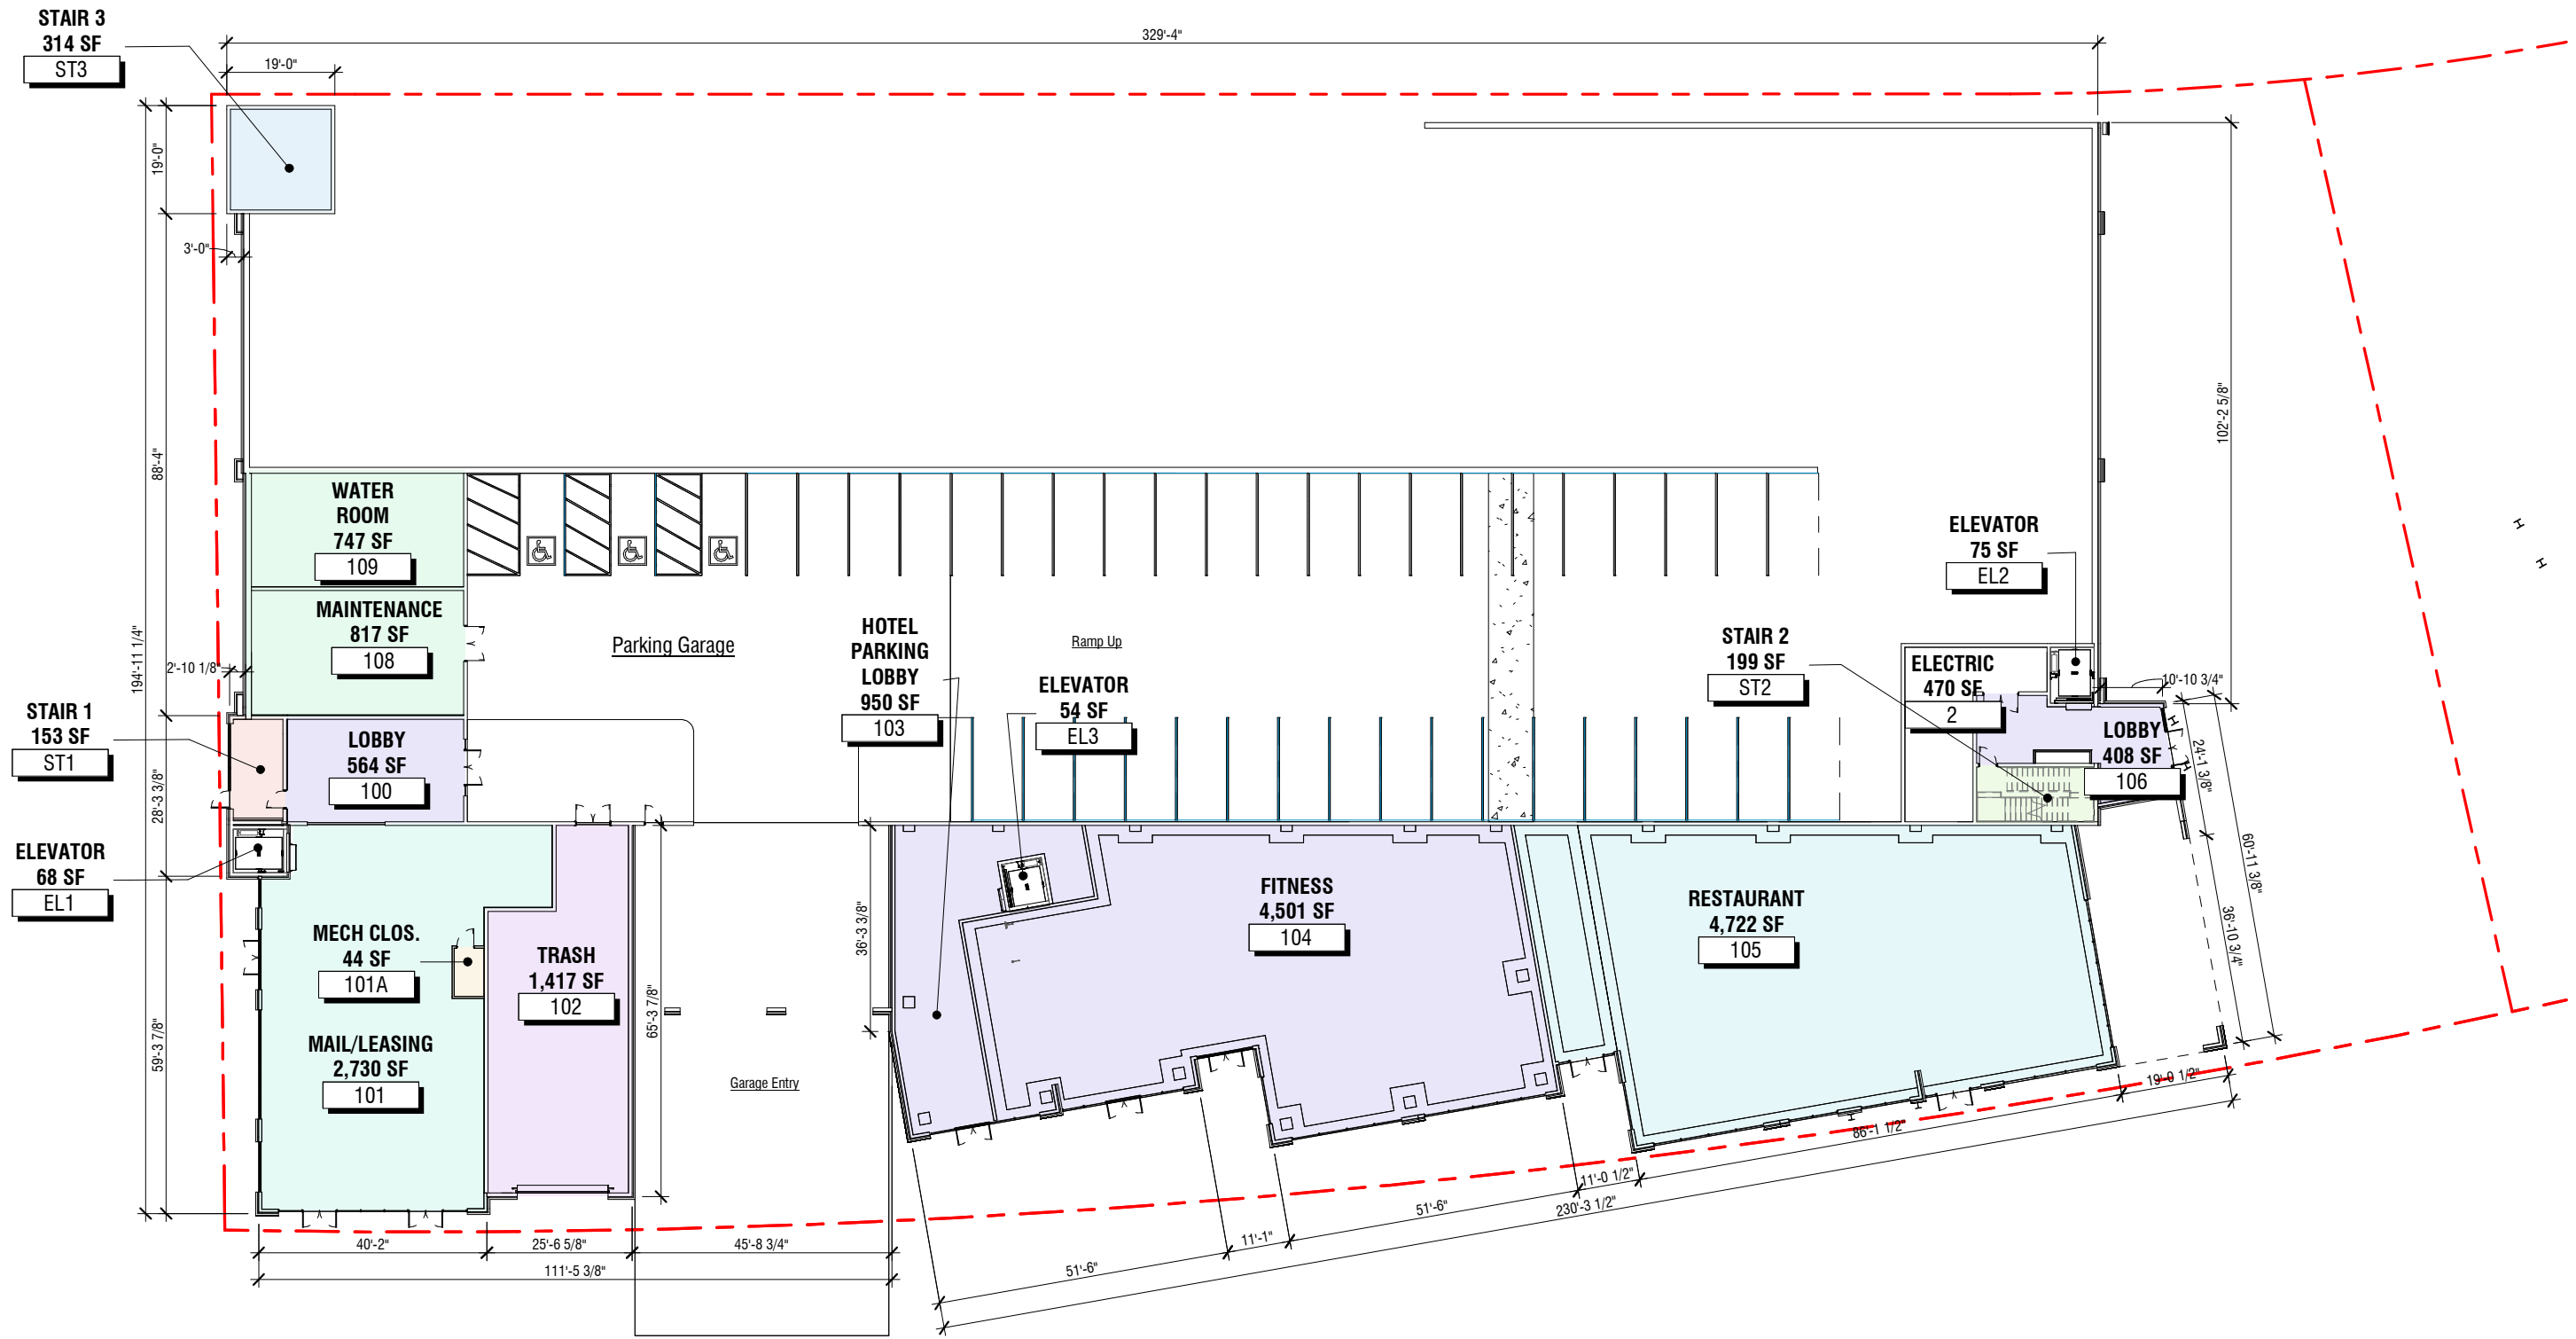 STAIR 3
314 SF
ST3
329'-4"
19'-0"
19'-0"
3'-0"
88'-4"
194'-11 1/4"
102'-2 5/8"
WATER
ROOM
747 SF
109
MAINTENANCE
817 SF
108
2'-10 1/8"
Parking Garage
Ramp Up
HOTEL
PARKING
LOBBY
950 SF
103
ELEVATOR
54 SF
EL3
STAIR 2
199 SF
ST2
ELEVATOR
75 SF
EL2
ELECTRIC
470 SF
2
10'-10 3/4"
LOBBY
408 SF
106
24'-1 3/8"
60'-11 3/8"
36'-10 3/4"
STAIR 1
153 SF
ST1
LOBBY
564 SF
100
28'-3 3/8"
ELEVATOR
68 SF
EL1
MECH CLOS.
44 SF
101A
MAIL/LEASING
2,730 SF
101
59'-3 7/8"
TRASH
1,417 SF
102
65'-3 7/8"
36'-3 3/8"
Garage Entry
FITNESS
4,501 SF
104
RESTAURANT
4,722 SF
105
19'-0 1/2"
86'-1 1/2"
11'-0 1/2"
230'-3 1/2"
51'-6"
11'-1"
51'-6"
40'-2"
25'-6 5/8"
45'-8 3/4"
111'-5 3/8"
H
H
H
H
H
H